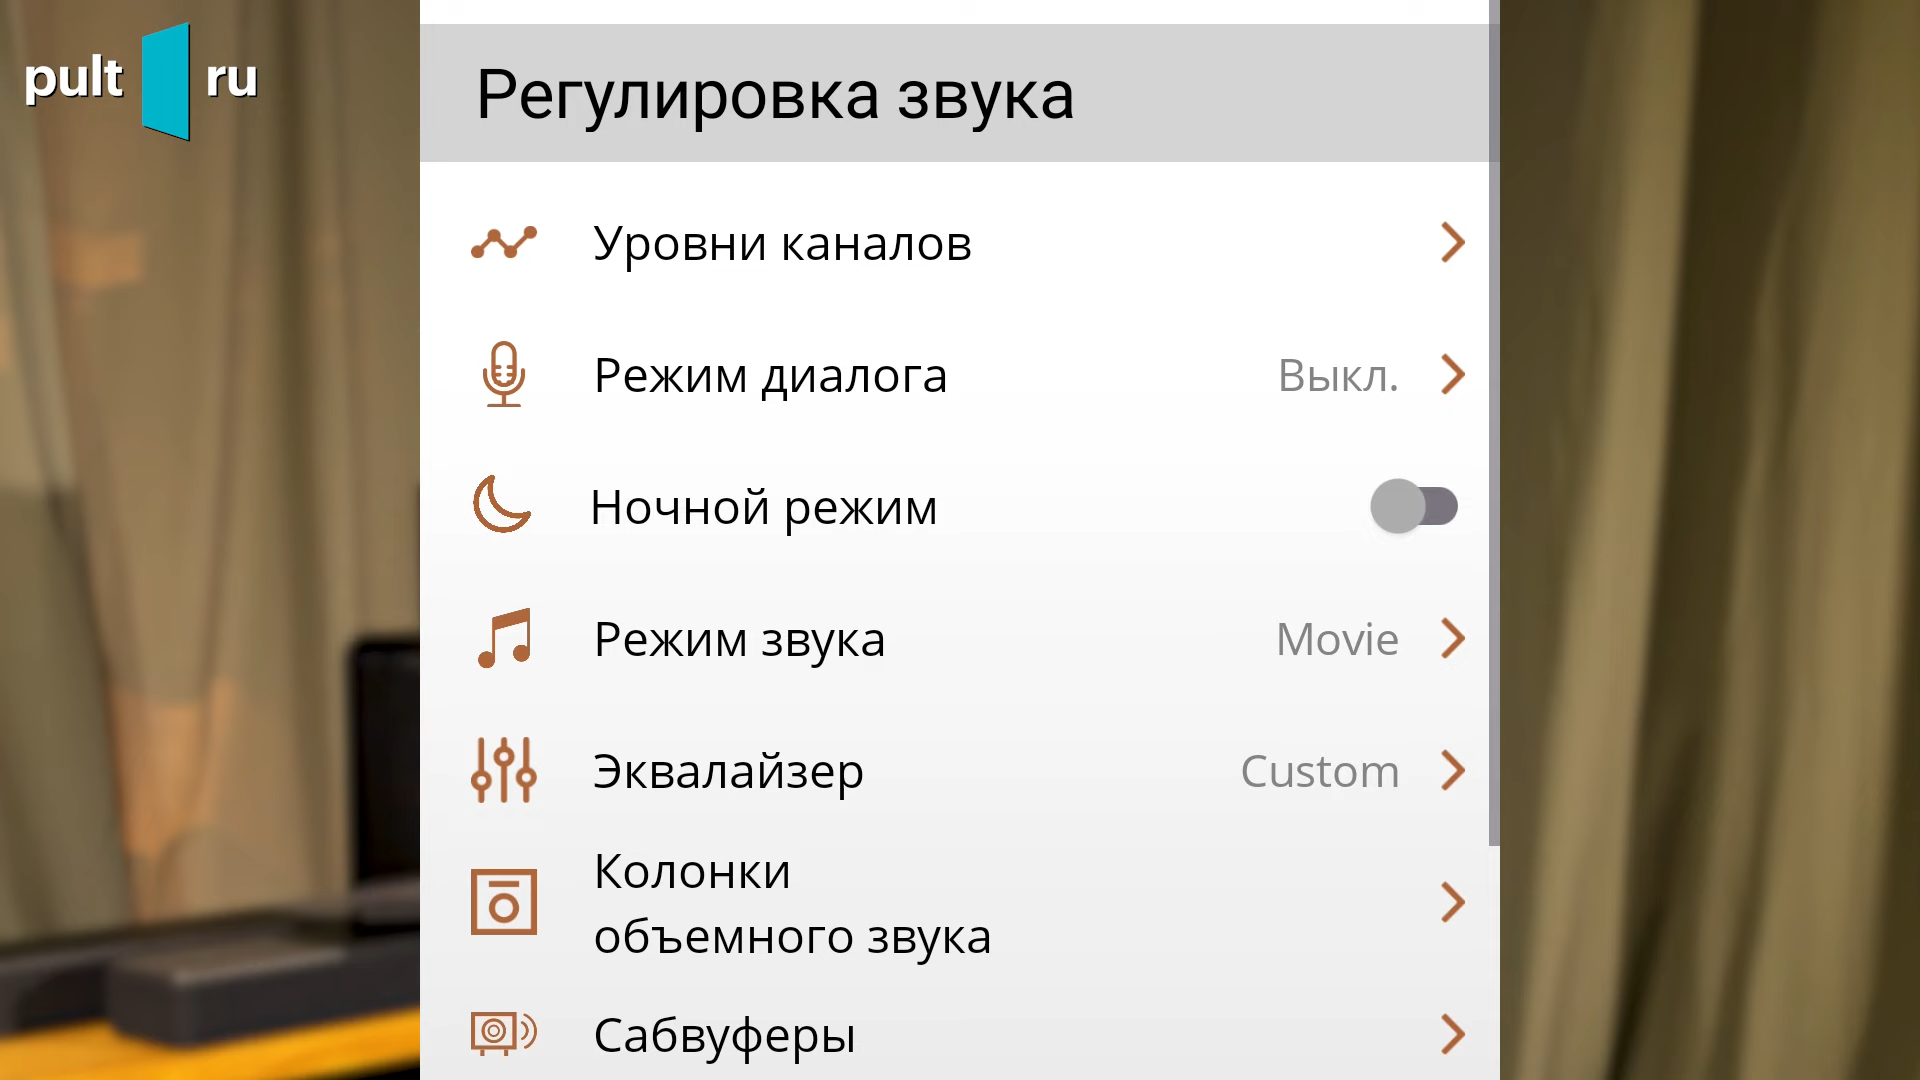 pult ru
Регулировка звука
Уровни каналов
Режим диалога Выкл.
Ночной режим
Режим звука Movie
Эквалайзер Custom
Колонки
объемного звука
Сабвуферы